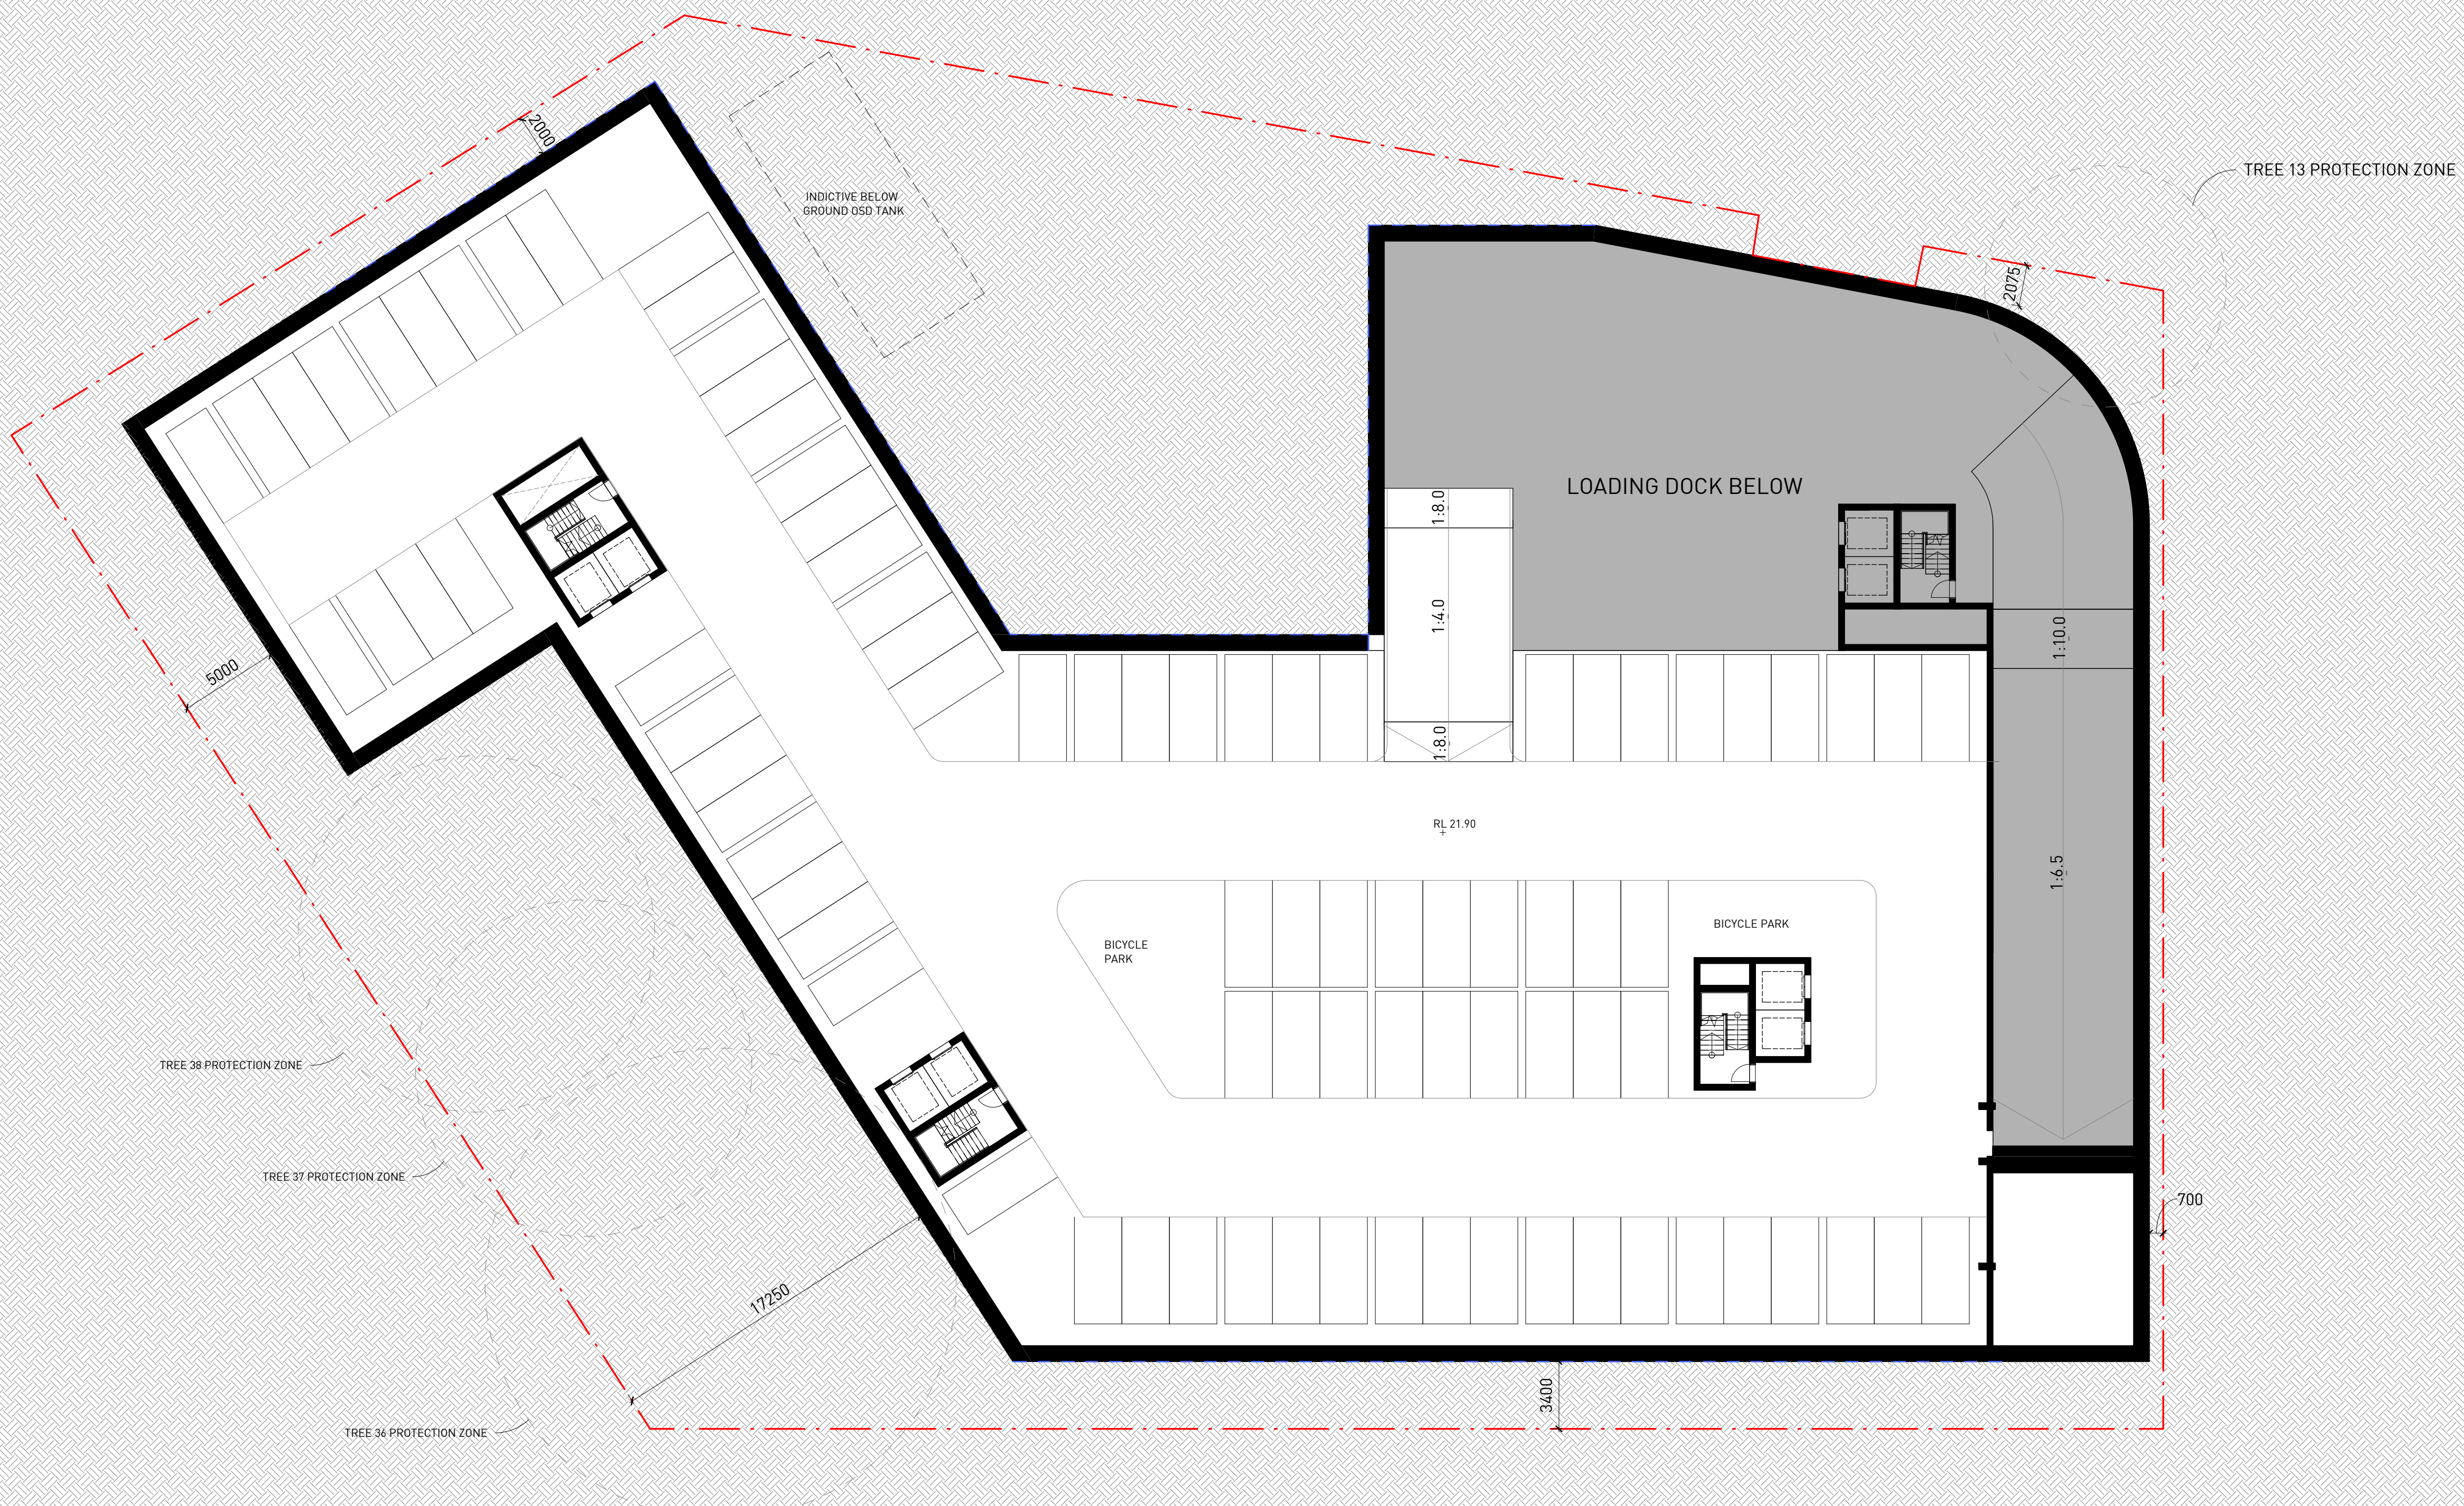 2000
INDICTIVE BELOW
GROUND OSD TANK
TREE 13 PROTECTION ZONE
2075
LOADING DOCK BELOW
1:8.0
1:4.0
1:8.0
1:10.0
5000
RL 21.90
1:6.5
BICYCLE PARK
BICYCLE
PARK
TREE 38 PROTECTION ZONE
TREE 37 PROTECTION ZONE
700
17250
3400
TREE 36 PROTECTION ZONE